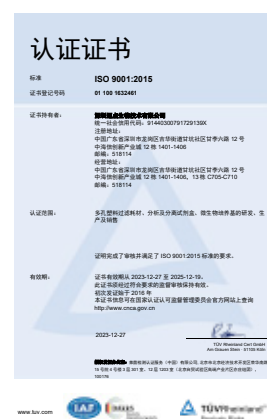 认证证书
标准 ISO 9001:2015
证书登记号码 01 100 1632461
证书持有者:
统一社会信用代码: 91440300791729139X
注册地址:
中国广东省深圳市龙岗区吉华街道甘坑社区甘李六路 12 号
中海信创新产业城 12 栋 1401-1406
邮编: 518114
经营地址:
中国广东省深圳市龙岗区吉华街道甘坑社区甘李六路 12 号
中海信创新产业城 12 栋 1401-1406、13 栋 C705-C710
邮编: 518114
认证范围: 多孔塑料过滤耗材、分析及分离试剂盒、微生物培养基的研发、生
产及销售
证明完成了审核并满足了 ISO 9001:2015 标准的要求。
有效期: 证书有效期从 2023-12-27 至 2025-12-19。
此证书须经过符合要求的监督审核保持有效。
初次发证始于 2016 年
本证书信息可在国家认证认可监督管理委员会官方网站上查询
http://www.cnca.gov.cn
2023-12-27
TÜV Rheinland Cert GmbH
Am Grauen Stein · 51105 Köln
100176
www.tuv.com
IAF
DAkkS
TÜVRheinland